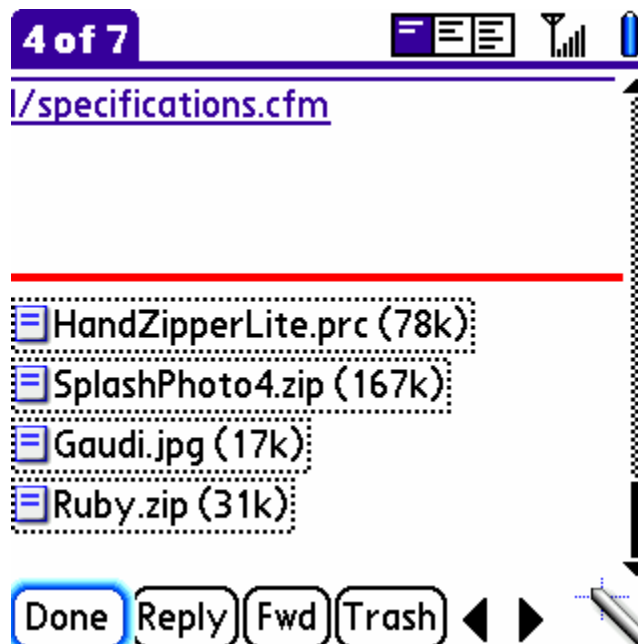 4 of 7
l/specifications.cfm
HandZipperLite.prc (78k)
SplashPhoto4.zip (167k)
Gaudi.jpg (17k)
Ruby.zip (31k)
Done Reply Fwd Trash